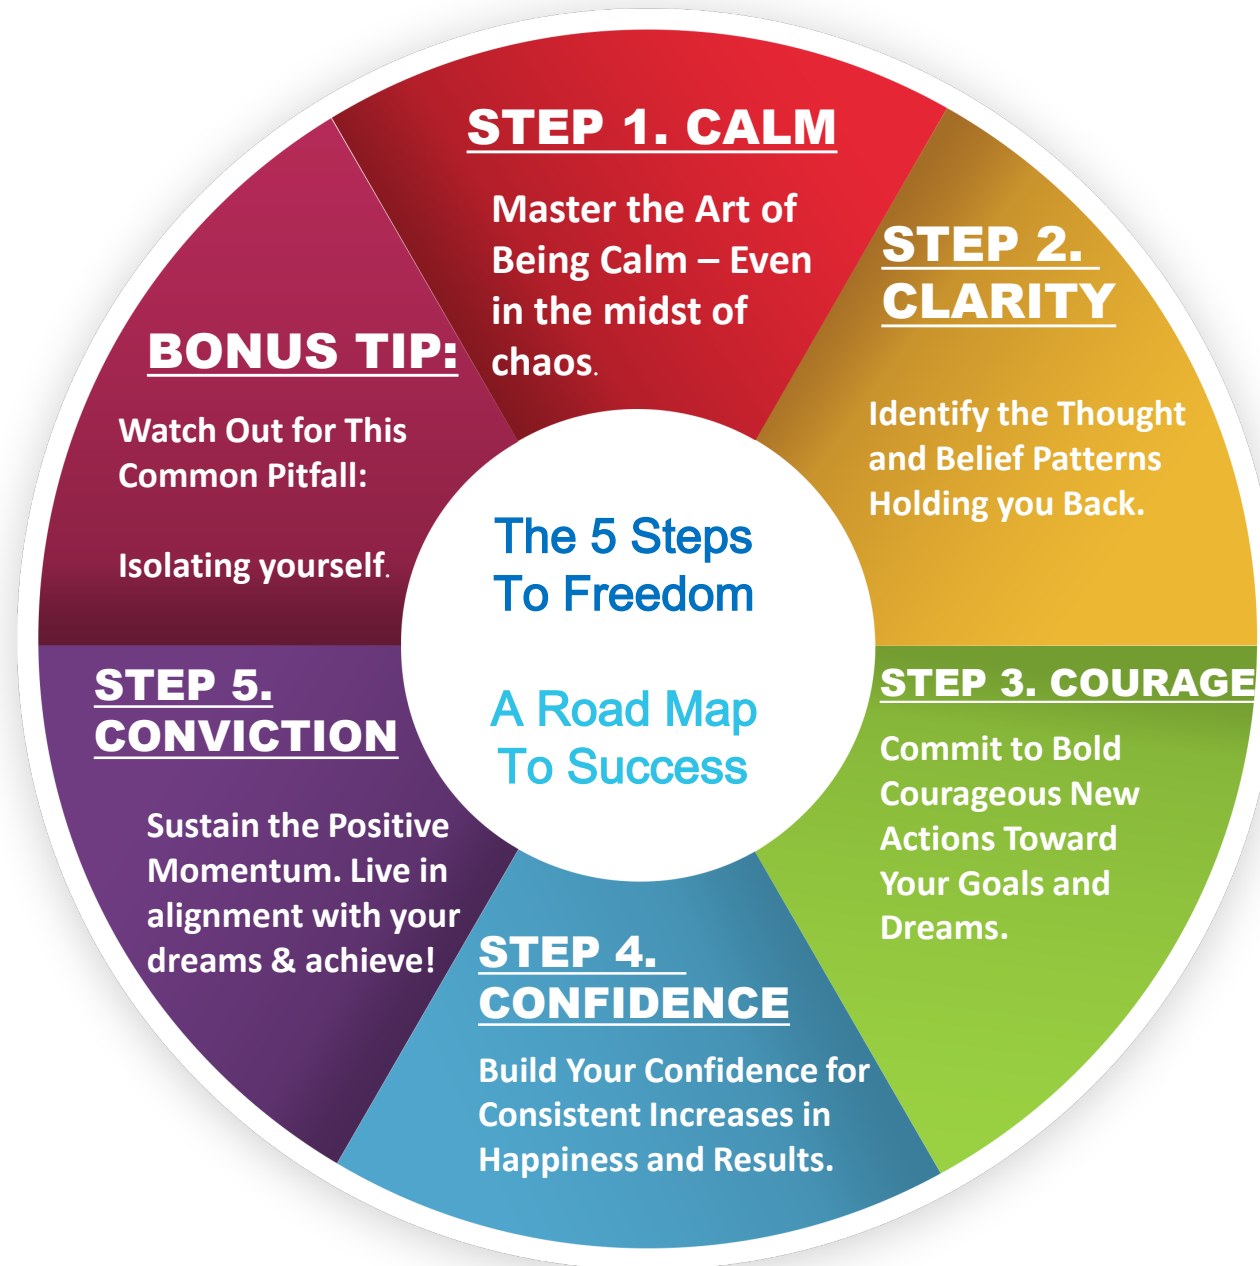 The 5 Steps
To Freedom
A Road Map
To Success
STEP 1. CALM
Master the Art of
Being Calm – Even
in the midst of
chaos.
STEP 2.
CLARITY
Identify the Thought
and Belief Patterns
Holding you Back.
STEP 3. COURAGE
Commit to Bold
Courageous New
Actions Toward
Your Goals and
Dreams.
STEP 4.
CONFIDENCE
Build Your Confidence for
Consistent Increases in
Happiness and Results.
STEP 5.
CONVICTION
Sustain the Positive
Momentum. Live in
alignment with your
dreams & achieve!
BONUS TIP:
Watch Out for This
Common Pitfall:
Isolating yourself.